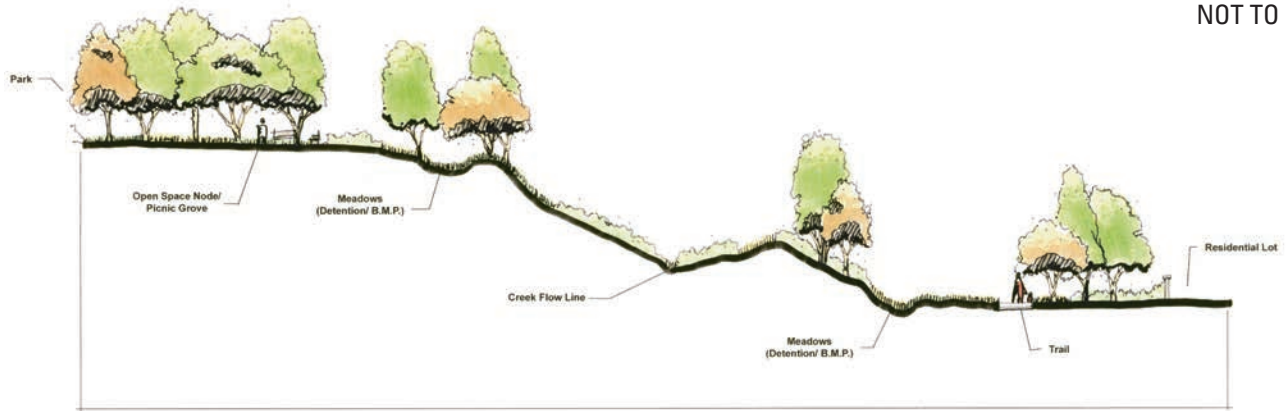 NOT TO
Park
Open Space Node/
Picnic Grove
Meadows
(Detention/ B.M.P.)
Creek Flow Line
Meadows
(Detention/ B.M.P.)
Trail
Residential Lot